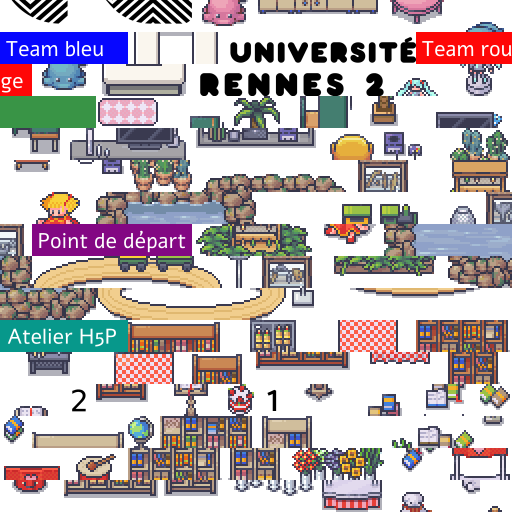 Team bleu
UNIVERSITÉ
RENNES 2
Team rou
ge
Point de départ
Atelier H5P
2
1